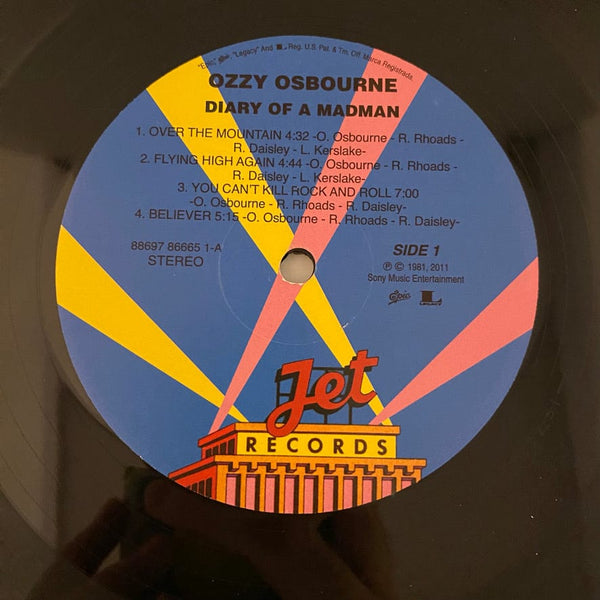 "Epic," Epic, "Legacy" And L Reg. U.S. Pat. & Tm. Off. Marca Registrada.
OZZY OSBOURNE
DIARY OF A MADMAN
1. OVER THE MOUNTAIN 4:32 -O. Osbourne - R. Rhoads -
R. Daisley - L. Kerslake-
2. FLYING HIGH AGAIN 4:44 -O. Osbourne - R. Rhoads -
R. Daisley - L. Kerslake-
3. YOU CAN'T KILL ROCK AND ROLL 7:00
-O. Osbourne - R. Rhoads - R. Daisley-
4. BELIEVER 5:15 -O. Osbourne - R. Rhoads - R. Daisley-
88697 86665 1-A
STEREO
SIDE 1
℗ © 1981, 2011
Sony Music Entertainment
Epic
L
LEGACY
Jet
RECORDS